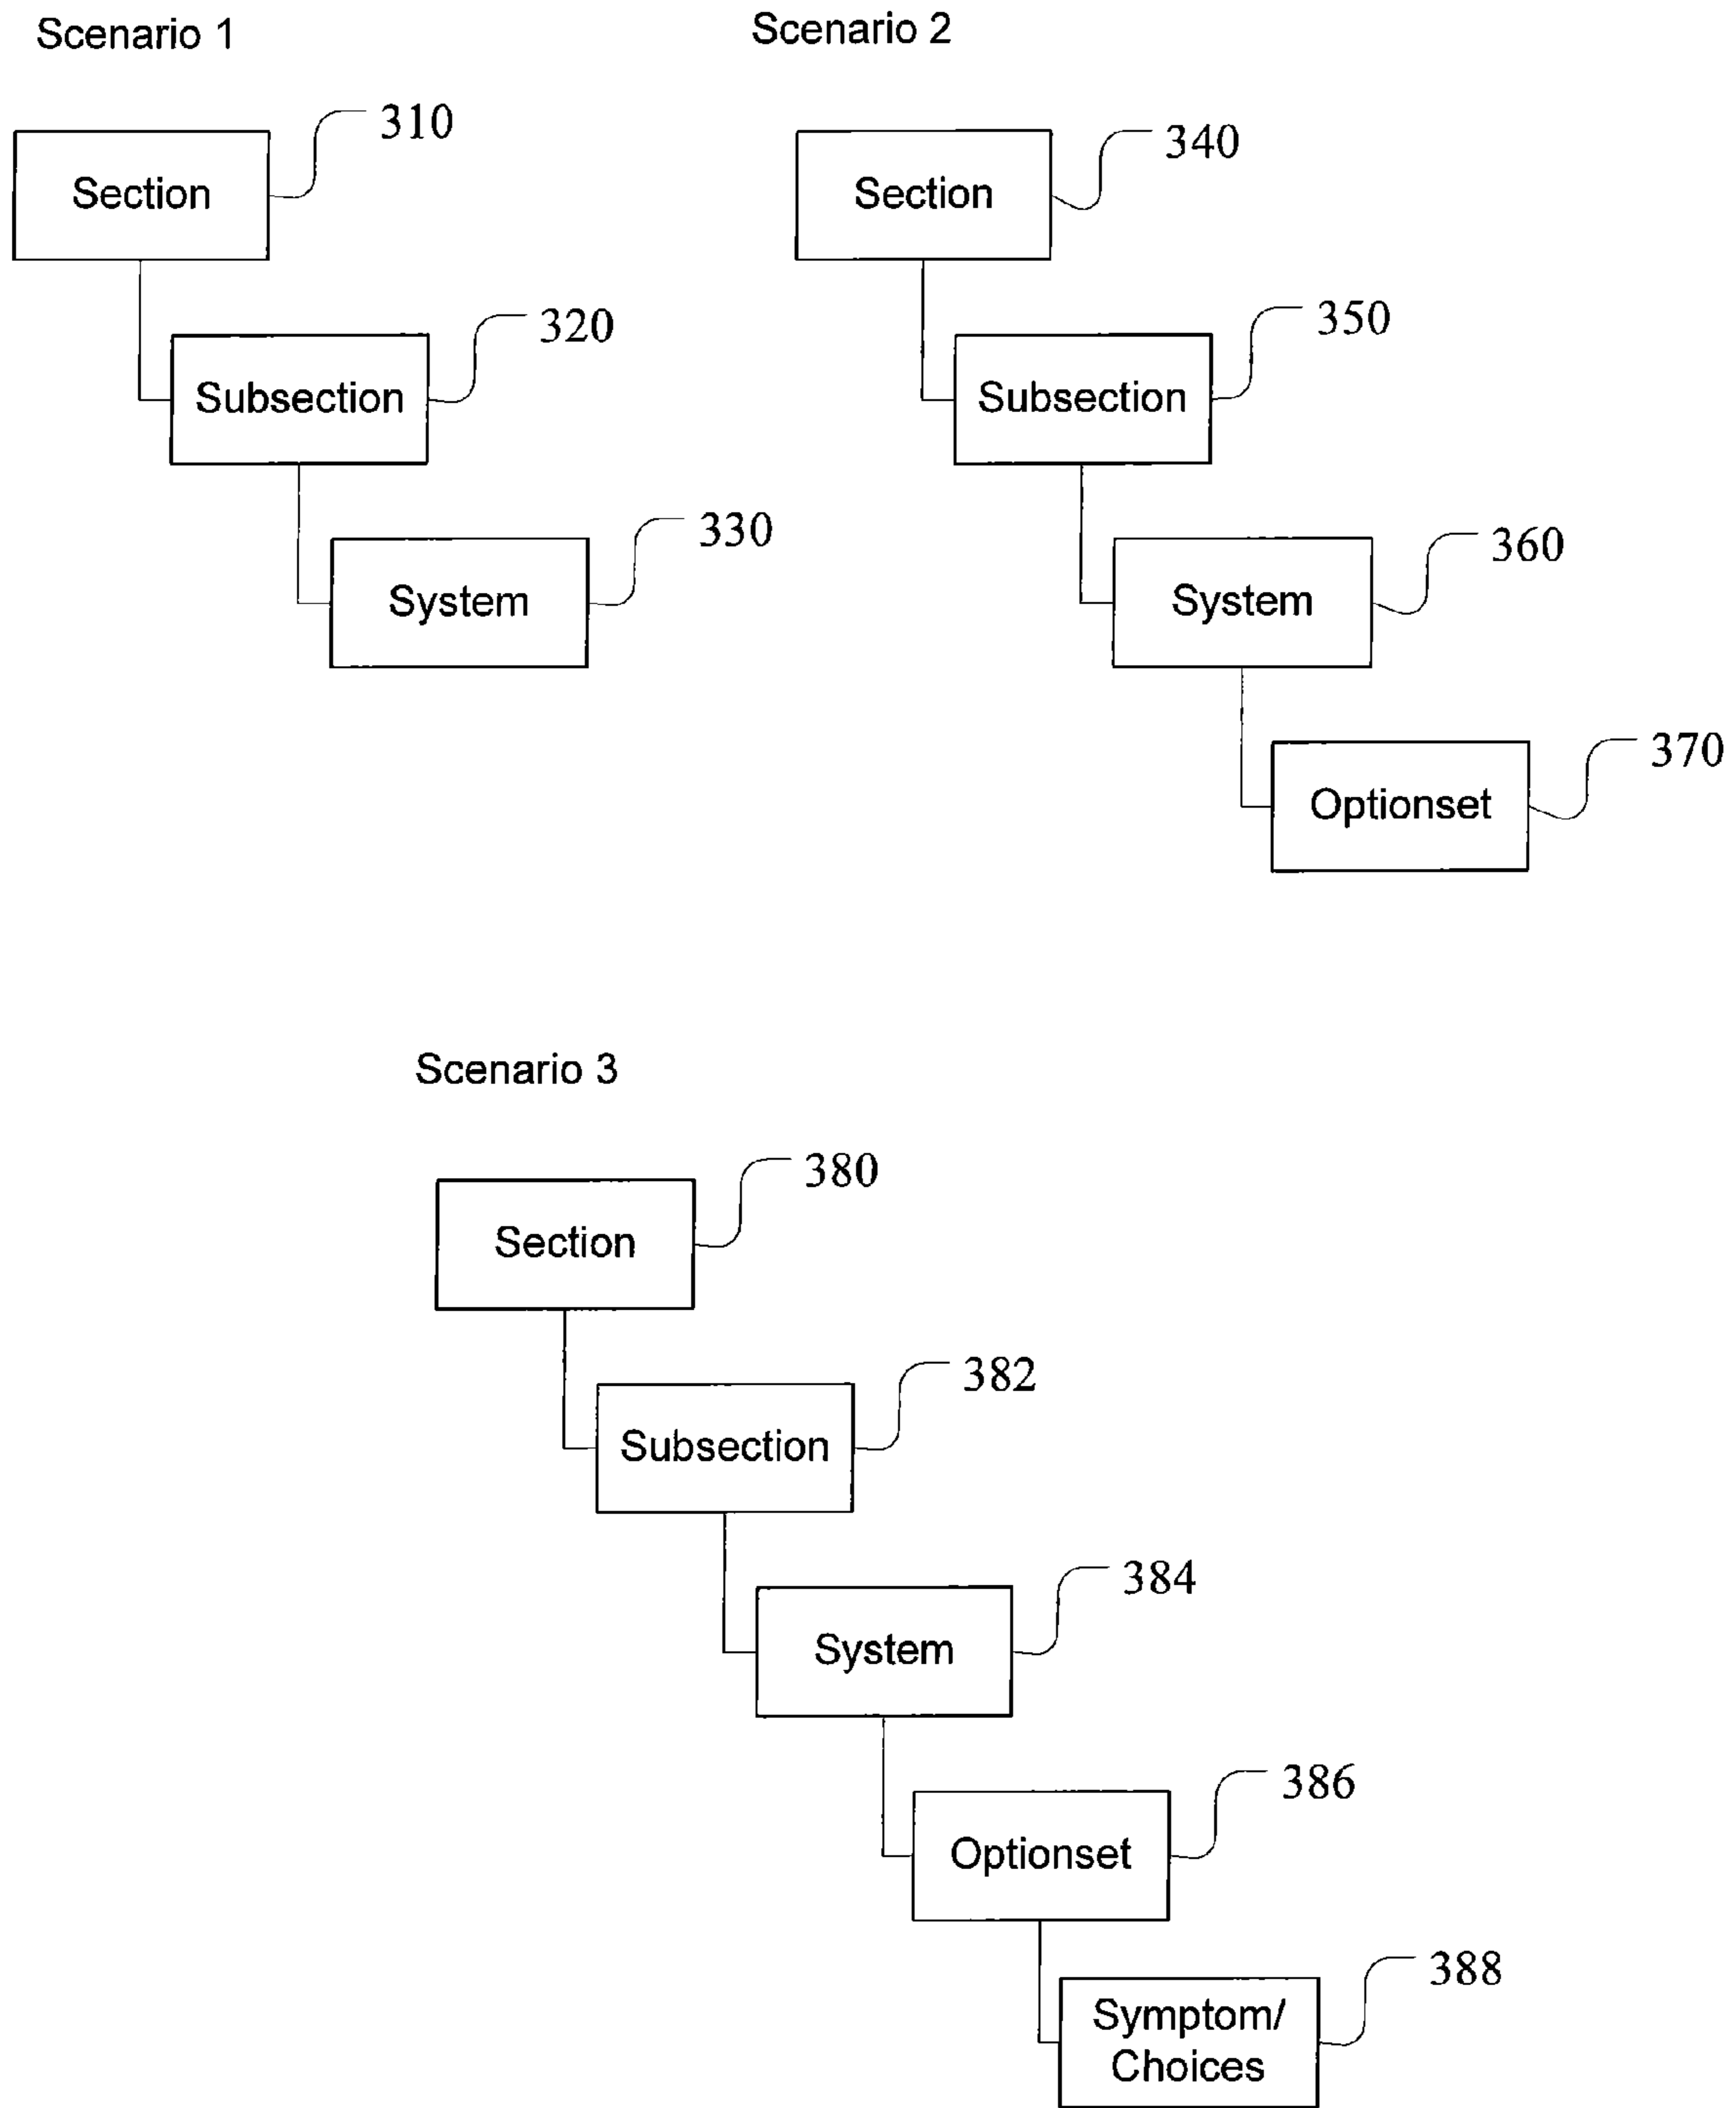 Scenario 1
310
Section
320
Subsection
330
System
Scenario 2
340
Section
350
Subsection
360
System
370
Optionset
Scenario 3
380
Section
382
Subsection
384
System
386
Optionset
388
Symptom/
Choices